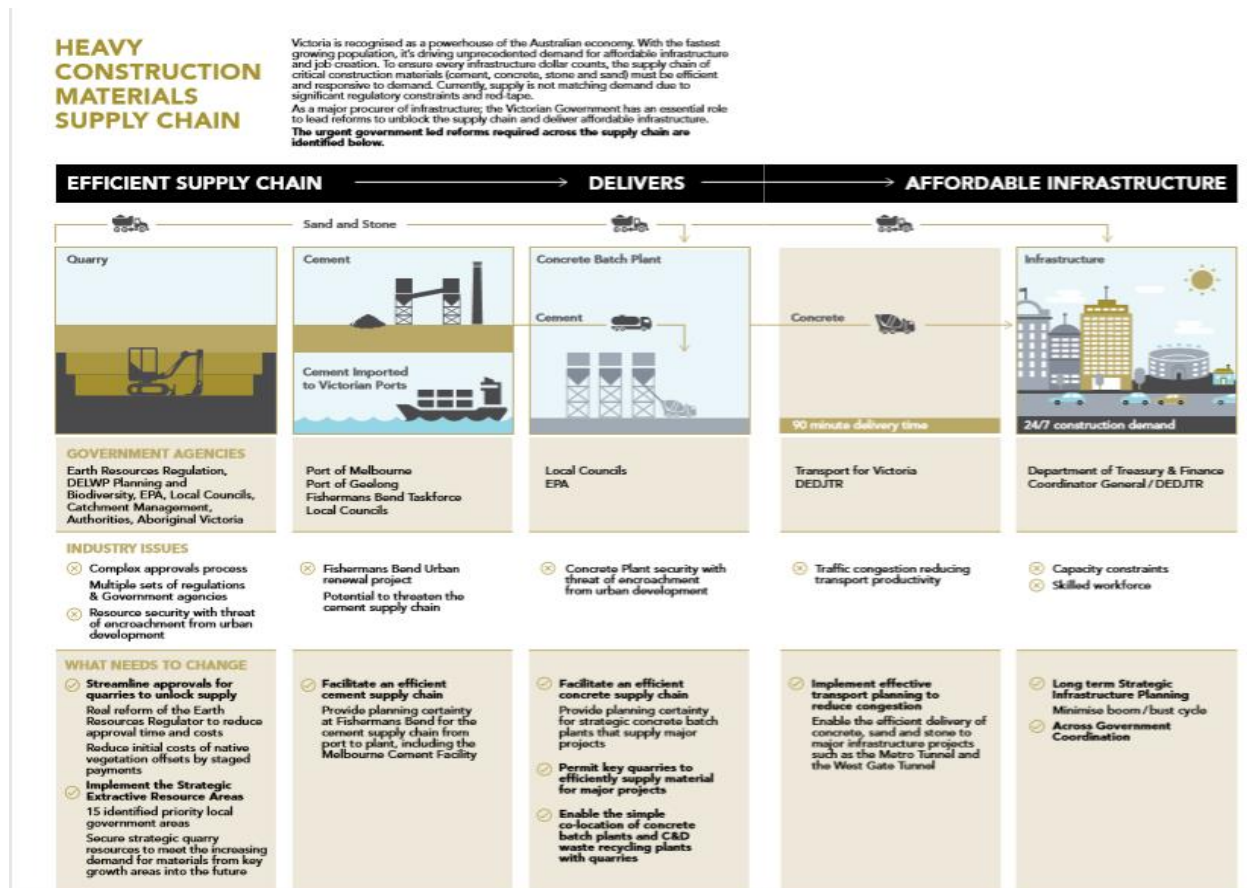 HEAVY
CONSTRUCTION
MATERIALS
SUPPLY CHAIN
Victoria is recognised as a powerhouse of the Australian economy. With the fastest
growing population, it's driving unprecedented demand for affordable infrastructure
and job creation. To ensure every infrastructure dollar counts, the supply chain of
critical construction materials (cement, concrete, stone and sand) must be efficient
and responsive to demand. Currently, supply is not matching demand due to
significant regulatory constraints and red-tape.
As a major procurer of infrastructure; the Victorian Government has an essential role
to lead reforms to unblock the supply chain and deliver affordable infrastructure.
The urgent government led reforms required across the supply chain are
identified below.
EFFICIENT SUPPLY CHAIN
DELIVERS
AFFORDABLE INFRASTRUCTURE
Sand and Stone
Quarry
Cement
Cement Imported
to Victorian Ports
Concrete Batch Plant
Cement
Concrete
90 minute delivery time
Infrastructure
24/7 construction demand
GOVERNMENT AGENCIES
Earth Resources Regulation,
DELWP Planning and
Biodiversity, EPA, Local Councils,
Catchment Management,
Authorities, Aboriginal Victoria
Port of Melbourne
Port of Geelong
Fishermans Bend Taskforce
Local Councils
Local Councils
EPA
Transport for Victoria
DEDJTR
Department of Treasury & Finance
Coordinator General / DEDJTR
INDUSTRY ISSUES
Complex approvals process
Multiple sets of regulations
& Government agencies
Resource security with threat
of encroachment from urban
development
Fishermans Bend Urban
renewal project
Potential to threaten the
cement supply chain
Concrete Plant security with
threat of encroachment
from urban development
Traffic congestion reducing
transport productivity
Capacity constraints
Skilled workforce
WHAT NEEDS TO CHANGE
Streamline approvals for
quarries to unlock supply
Real reform of the Earth
Resources Regulator to reduce
approval time and costs
Reduce initial costs of native
vegetation offsets by staged
payments
Implement the Strategic
Extractive Resource Areas
15 identified priority local
government areas
Secure strategic quarry
resources to meet the increasing
demand for materials from key
growth areas into the future
Facilitate an efficient
cement supply chain
Provide planning certainty
at Fishermans Bend for the
cement supply chain from
port to plant, including the
Melbourne Cement Facility
Facilitate an efficient
concrete supply chain
Provide planning certainty
for strategic concrete batch
plants that supply major
projects
Permit key quarries to
efficiently supply material
for major projects
Enable the simple
co-location of concrete
batch plants and C&D
waste recycling plants
with quarries
Implement effective
transport planning to
reduce congestion
Enable the efficient delivery of
concrete, sand and stone to
major infrastructure projects
such as the Metro Tunnel and
the West Gate Tunnel
Long term Strategic
Infrastructure Planning
Minimise boom / bust cycle
Across Government
Coordination